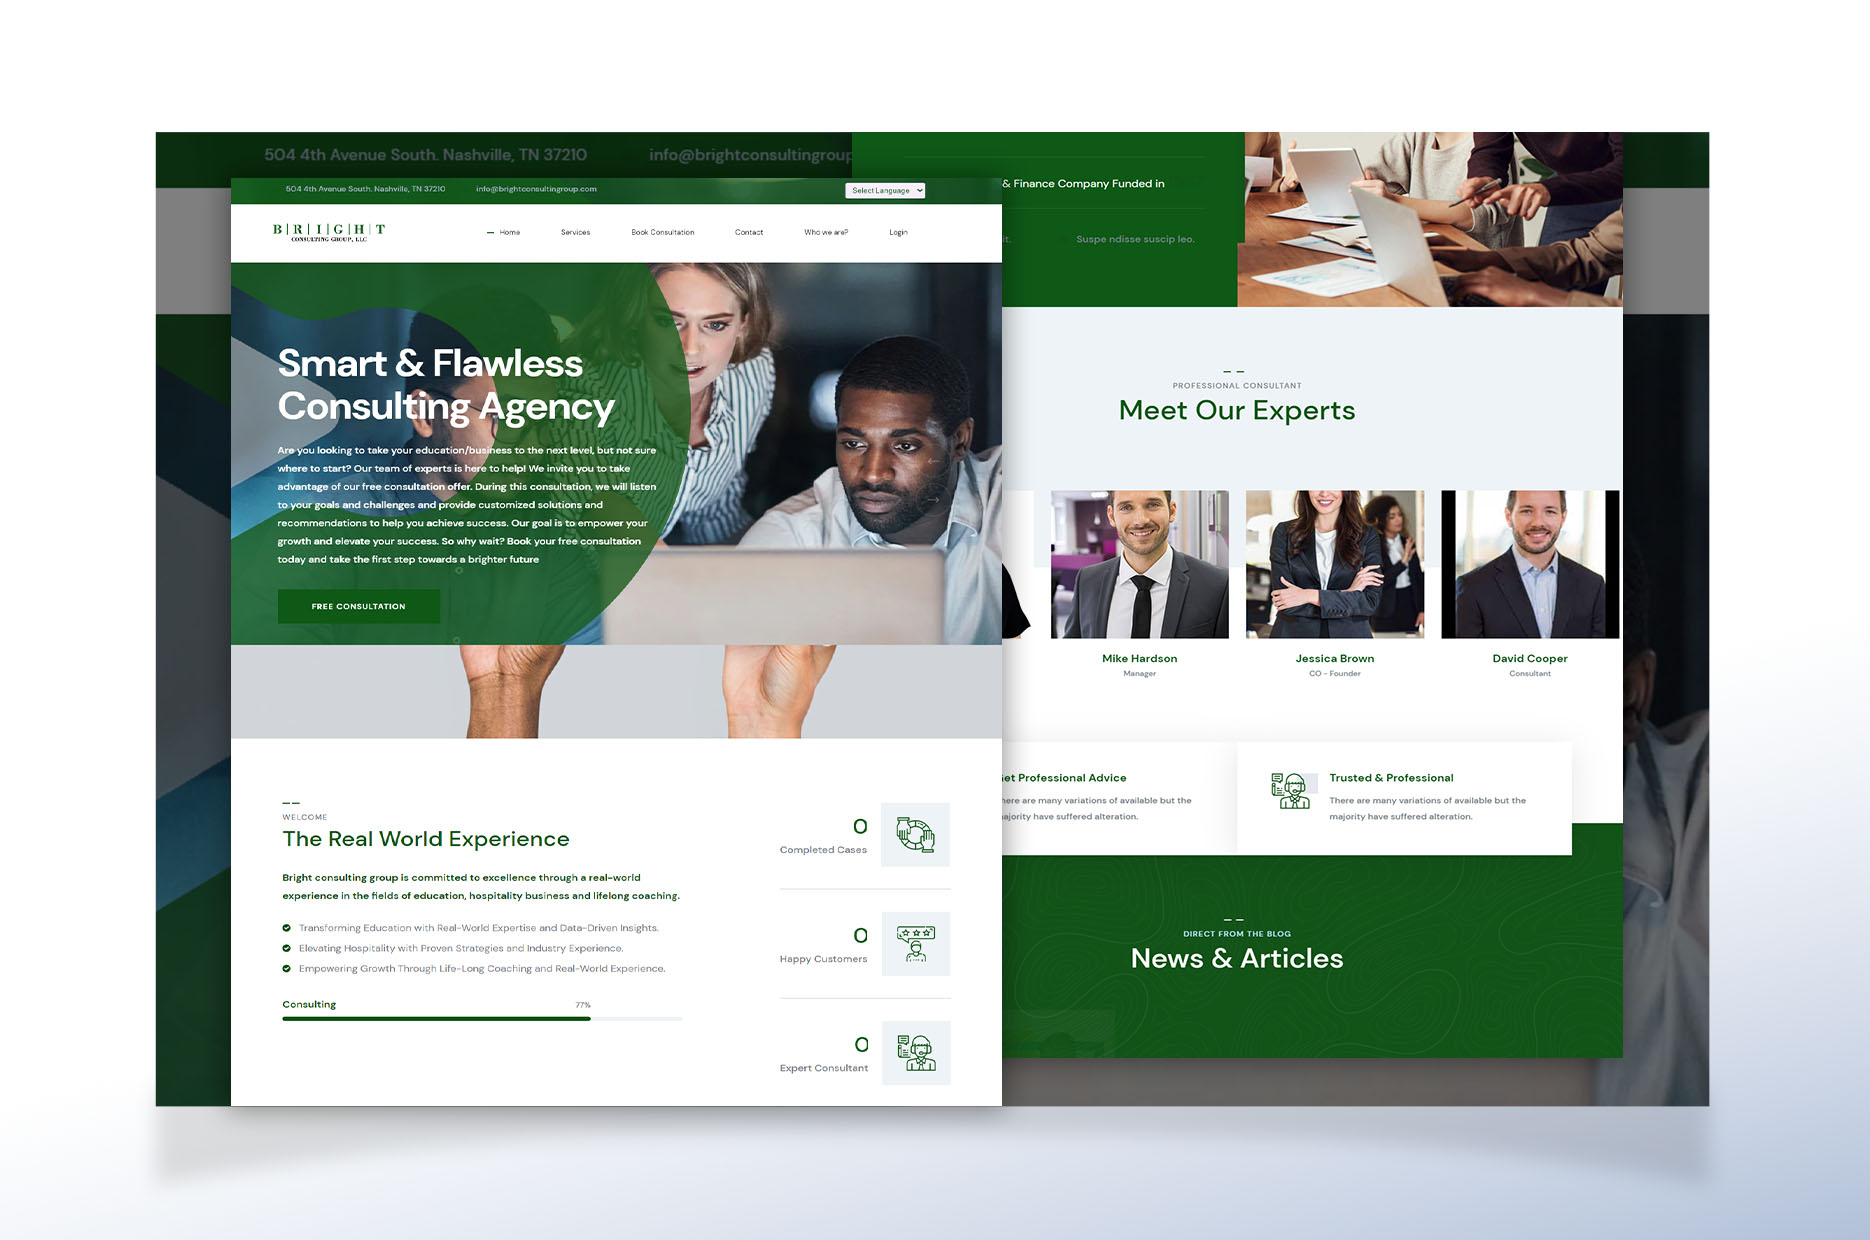 504 4th Avenue South. Nashville, TN 37210
info@brightconsultingroup
504 4th Avenue South. Nashville, TN 37210
info@brightconsultingroup.com
Select Language
B|R|I|G|H|T
CONSULTING GROUP, LLC
Home
Services
Book Consultation
Contact
Who we are?
Login
Smart & Flawless
Consulting Agency
Are you looking to take your education/business to the next level, but not sure
where to start? Our team of experts is here to help! We invite you to take
advantage of our free consultation offer. During this consultation, we will listen
to your goals and challenges and provide customized solutions and
recommendations to help you achieve success. Our goal is to empower your
growth and elevate your success. So why wait? Book your free consultation
today and take the first step towards a brighter future
FREE CONSULTATION
WELCOME
The Real World Experience
Bright consulting group is committed to excellence through a real-world
experience in the fields of education, hospitality business and lifelong coaching.
Transforming Education with Real-World Expertise and Data-Driven Insights.
Elevating Hospitality with Proven Strategies and Industry Experience.
Empowering Growth Through Life-Long Coaching and Real-World Experience.
Consulting
77%
0
Completed Cases
0
Happy Customers
0
Expert Consultant
& Finance Company Funded in
it.
Suspe ndisse suscip leo.
PROFESSIONAL CONSULTANT
Meet Our Experts
Mike Hardson
Manager
Jessica Brown
CO - Founder
David Cooper
Consultant
et Professional Advice
here are many variations of available but the
ajority have suffered alteration.
Trusted & Professional
There are many variations of available but the
majority have suffered alteration.
DIRECT FROM THE BLOG
News & Articles